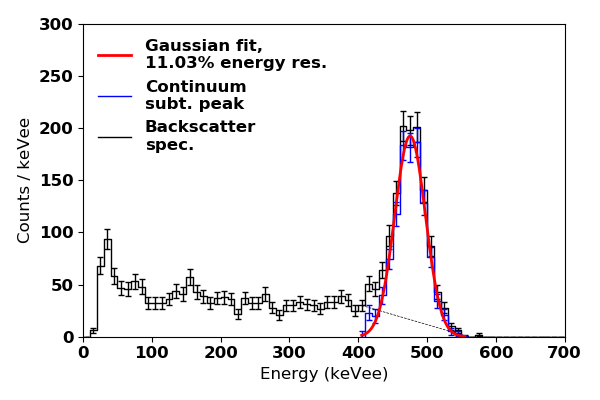 300
250
200
150
100
50
0
Counts / keVee
Gaussian fit,
11.03% energy res.
Continuum
subt. peak
Backscatter
spec.
0 100 200 300 400 500 600 700
Energy (keVee)